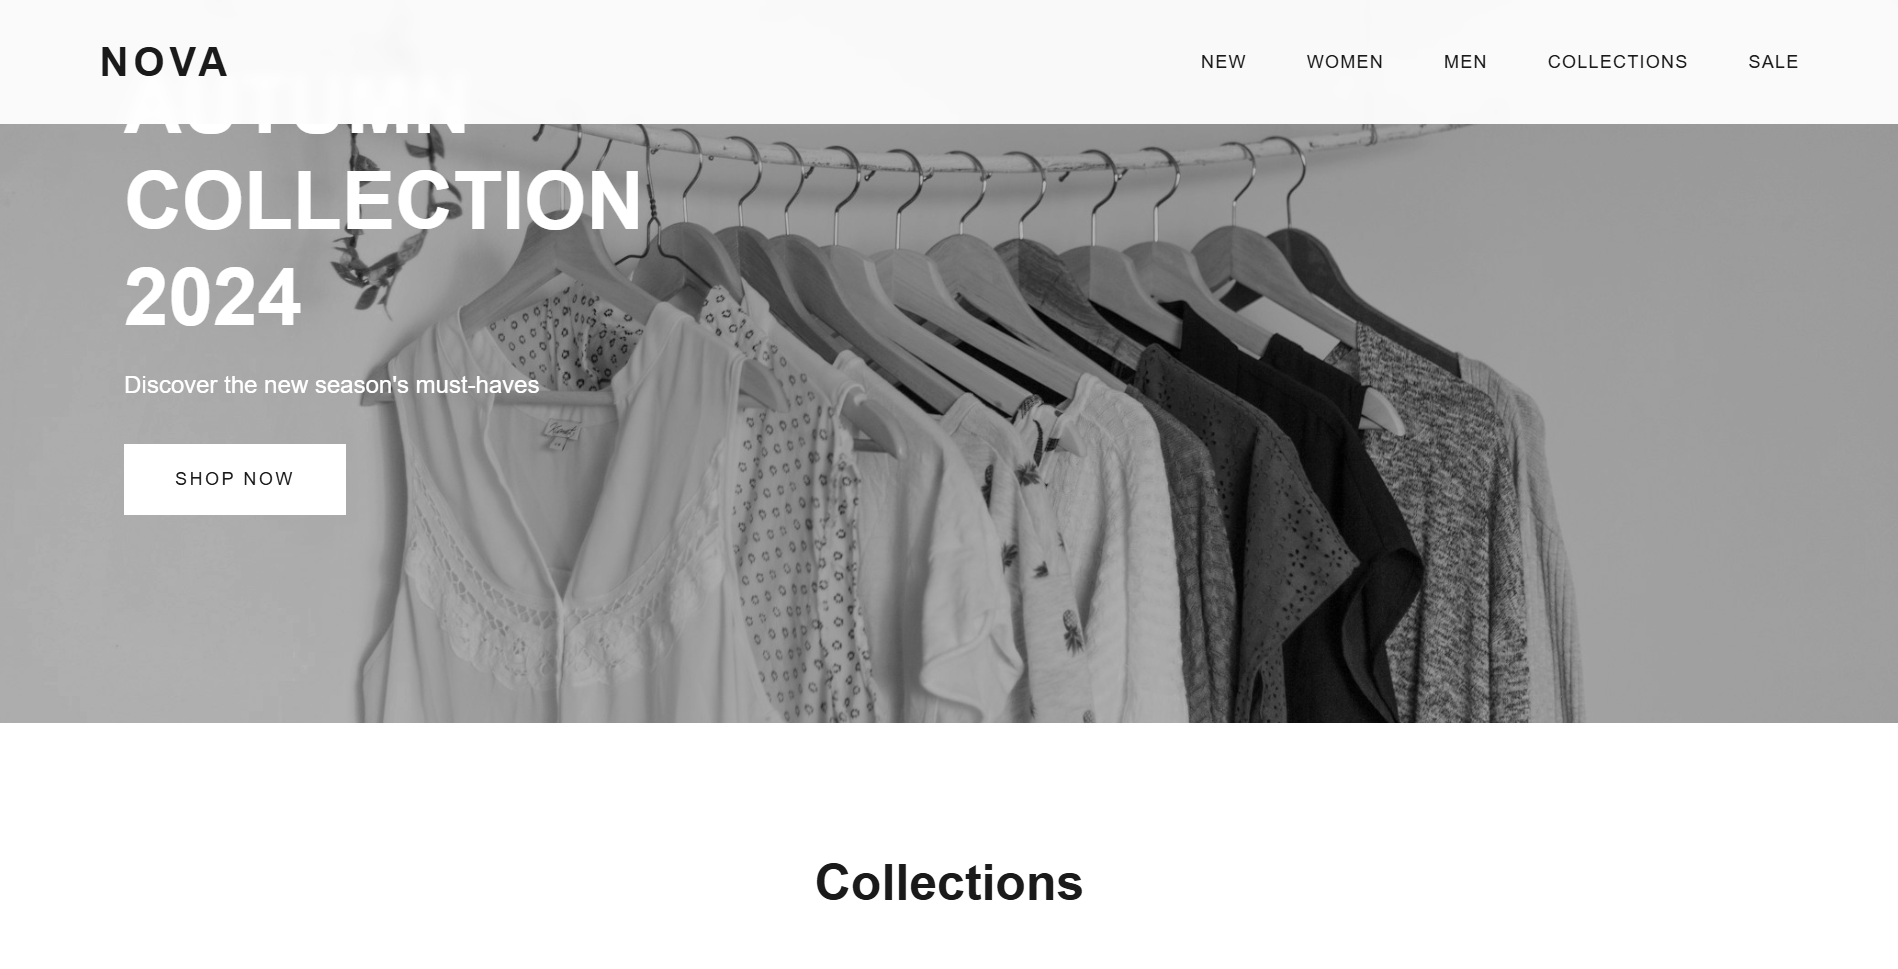 NOVA
NEW WOMEN MEN COLLECTIONS SALE
AUTUMN
COLLECTION
2024
Discover the new season's must-haves
SHOP NOW
Collections